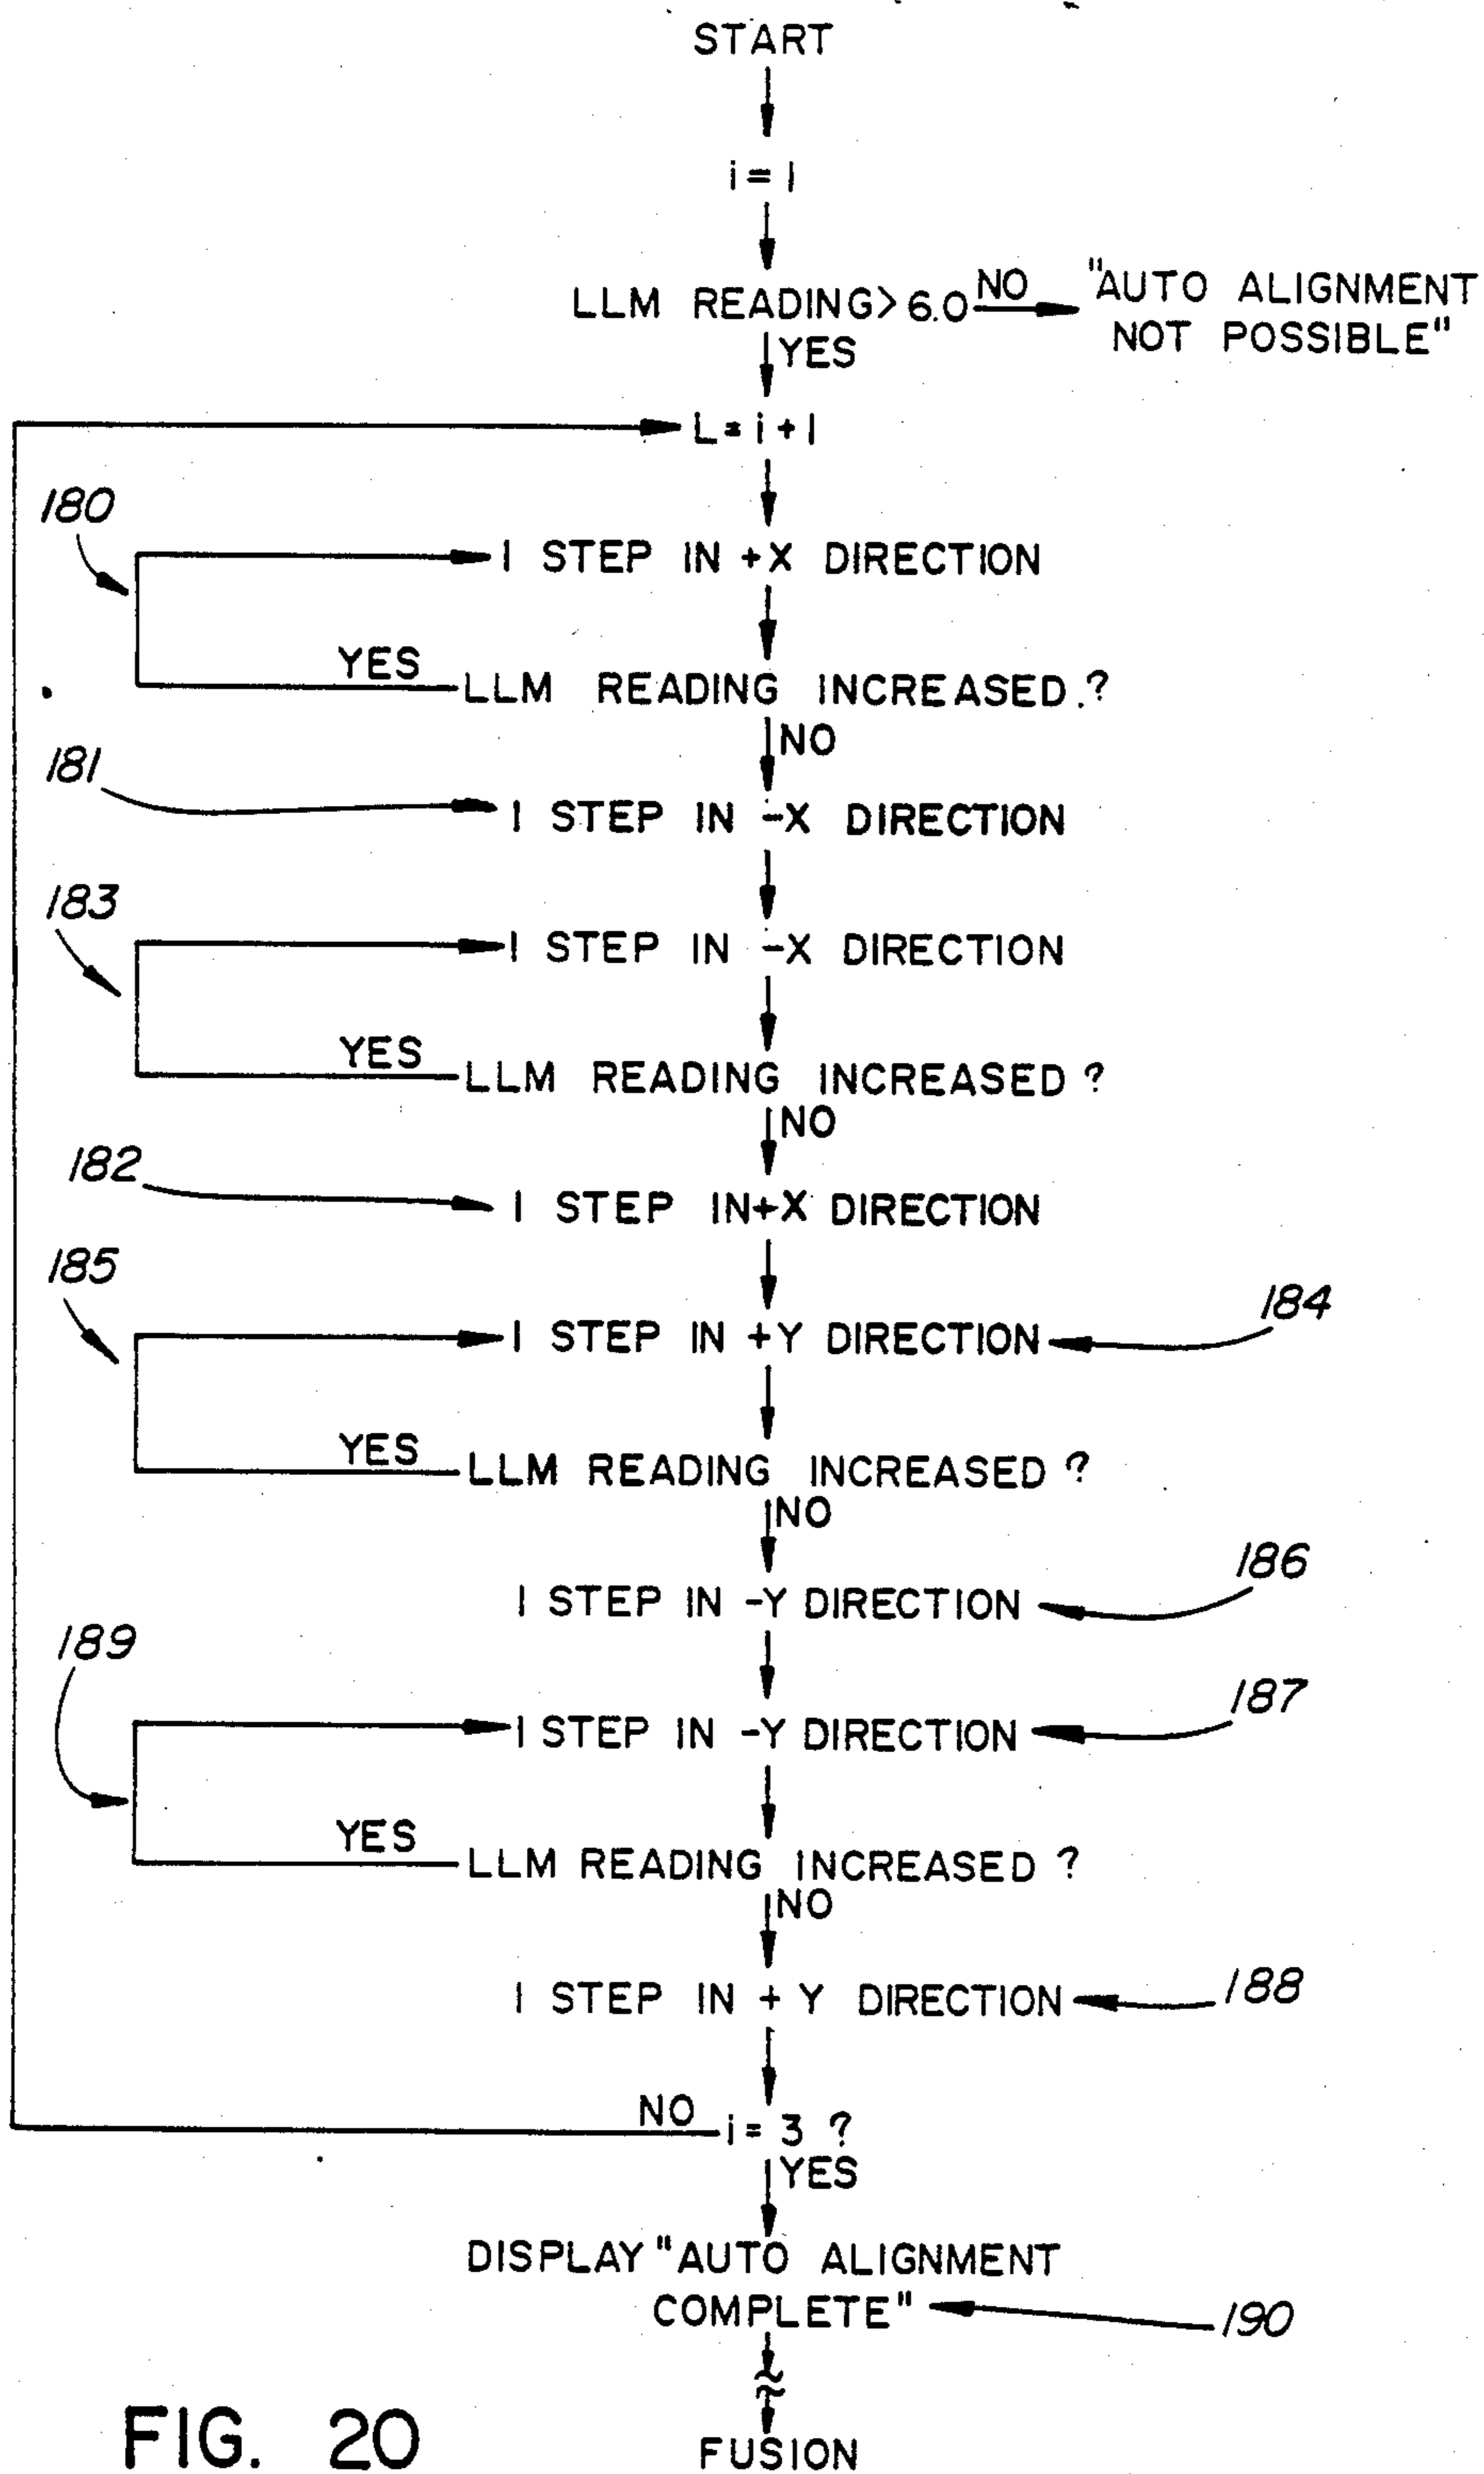 START
i = 1
LLM READING > 6.0 NO "AUTO ALIGNMENT
NOT POSSIBLE"
YES
L = i + 1
180
1 STEP IN +X DIRECTION
YES LLM READING INCREASED ?
NO
181
1 STEP IN -X DIRECTION
183
1 STEP IN -X DIRECTION
YES LLM READING INCREASED ?
NO
182
1 STEP IN +X DIRECTION
185
184
1 STEP IN +Y DIRECTION
YES LLM READING INCREASED ?
NO
186
1 STEP IN -Y DIRECTION
189
187
1 STEP IN -Y DIRECTION
YES LLM READING INCREASED ?
NO
1 STEP IN + Y DIRECTION 188
NO i = 3 ?
YES
DISPLAY "AUTO ALIGNMENT
COMPLETE" 190
FUSION
FIG. 20